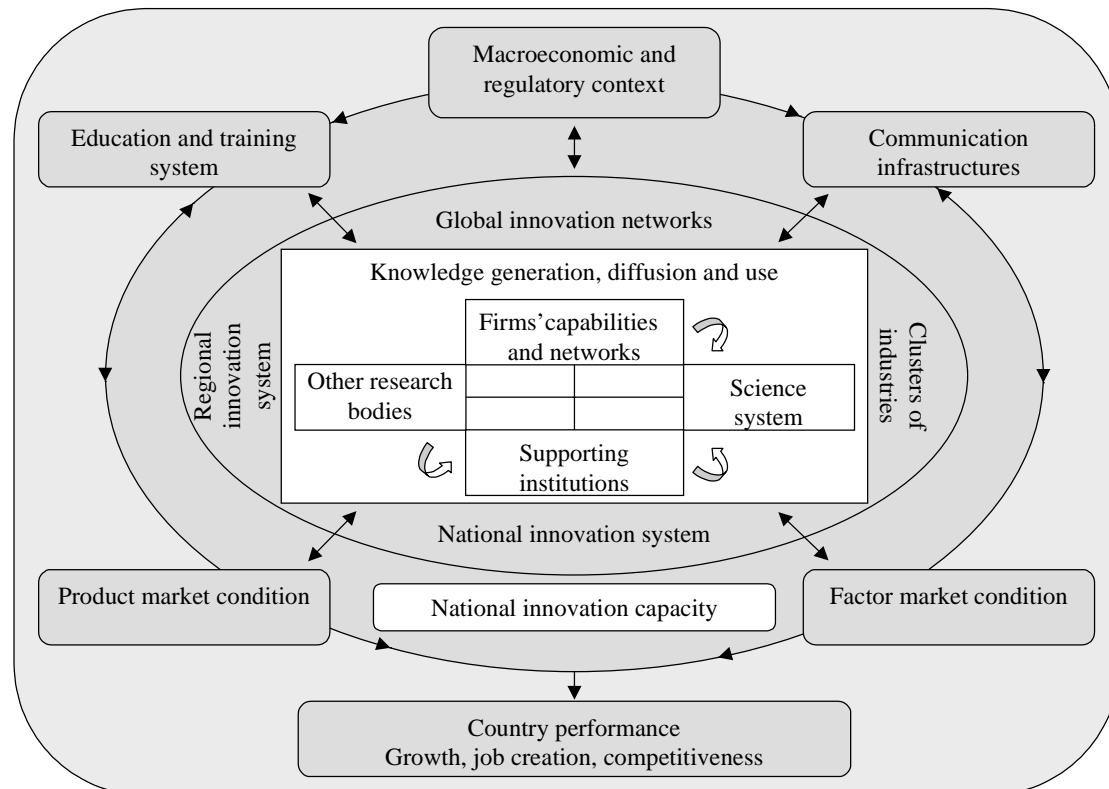 Macroeconomic and
regulatory context
Education and training
system
Communication
infrastructures
Global innovation networks
Knowledge generation, diffusion and use
Firms' capabilities
and networks
Regional
innovation
system
Other research
bodies
Science
system
Clusters of
industries
Supporting
institutions
National innovation system
Product market condition
National innovation capacity
Factor market condition
Country performance
Growth, job creation, competitiveness